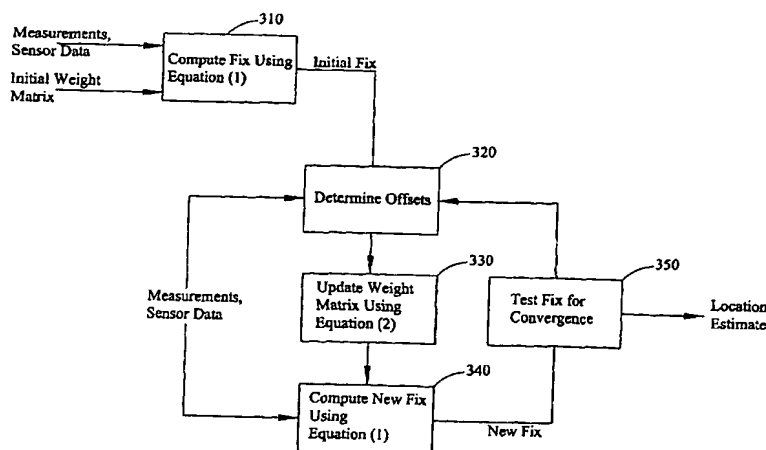 310
Measurements,
Sensor Data
Initial Weight
Matrix
Compute Fix Using
Equation (1)
Initial Fix
320
Determine Offsets
330
Update Weight
Matrix Using
Equation (2)
350
Test Fix for
Convergence
Location
Estimate
Measurements,
Sensor Data
340
Compute New Fix
Using
Equation (1)
New Fix